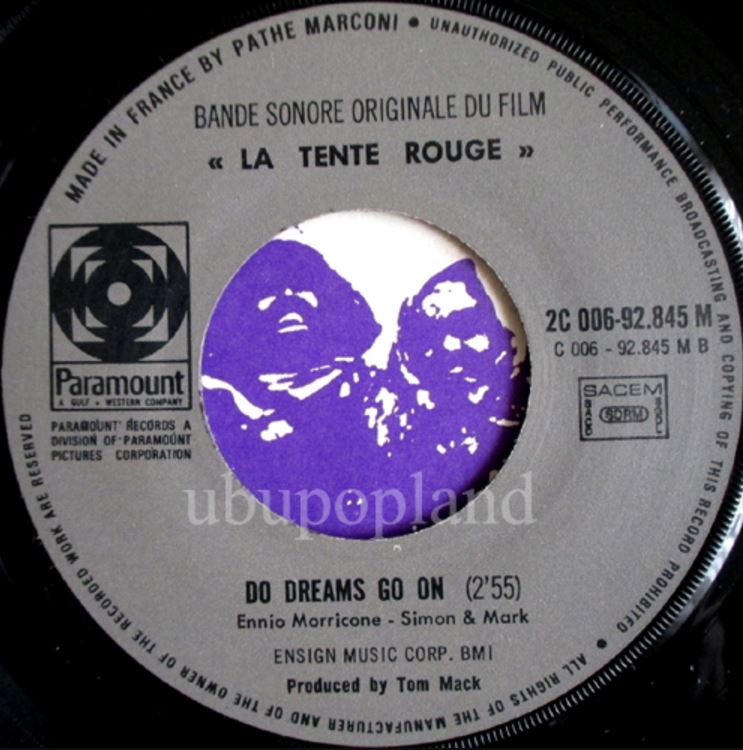 MADE IN FRANCE BY PATHE MARCONI • UNAUTHORIZED PUBLIC PERFORMANCE BROADCASTING AND COPYING OF THIS RECORD PROHIBITED • ALL RIGHTS OF THE MANUFACTURER AND OF THE OWNER OF THE RECORDED WORK ARE RESERVED
BANDE SONORE ORIGINALE DU FILM
« LA TENTE ROUGE »
Paramount
A GULF + WESTERN COMPANY
PARAMOUNT RECORDS A
DIVISION OF PARAMOUNT
PICTURES CORPORATION
2C 006-92.845 M
C 006 - 92.845 M B
SACEM
SACD SDRM SGDL
ubupopland
DO DREAMS GO ON (2'55)
Ennio Morricone - Simon & Mark
ENSIGN MUSIC CORP. BMI
Produced by Tom Mack